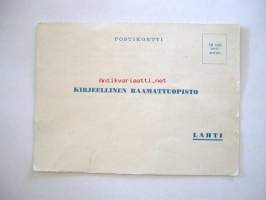 POSTIKORTTI
Antikvariaatti.net
KIRJEELLINEN RAAMATTUOPISTO
LAHTI